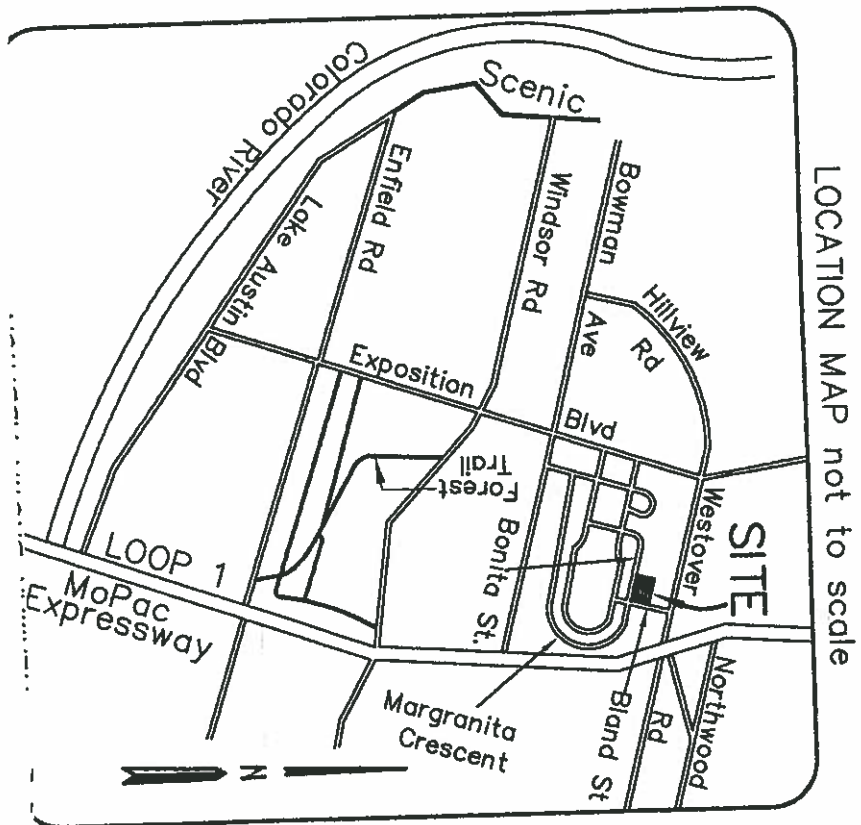 LOCATION MAP not to scale
Colorado River
Scenic
Enfield Rd
Windsor Rd
Bowman
Ave
Hillview
Rd
Lake Austin
Blvd
Exposition
Blvd
Forest
Trail
Westover
Rd
SITE
Bonita St.
LOOP 1
MoPac
Expressway
Margranita
Crescent
Bland St
Northwood
N